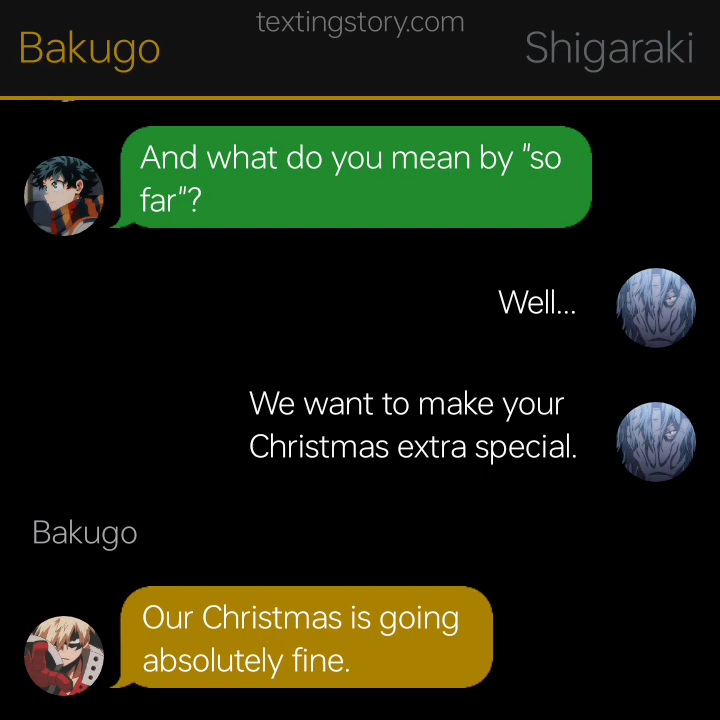 textingstory.com
Bakugo
Shigaraki
And what do you mean by "so
far"?
Well...
We want to make your
Christmas extra special.
Bakugo
Our Christmas is going
absolutely fine.